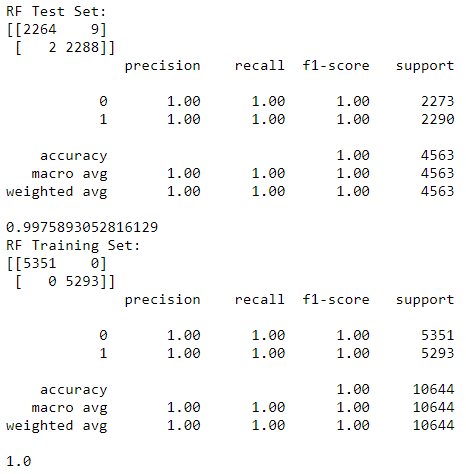 RF Test Set:
[[2264    9]
 [   2 2288]]
              precision    recall  f1-score   support

           0       1.00      1.00      1.00      2273
           1       1.00      1.00      1.00      2290

    accuracy                           1.00      4563
   macro avg       1.00      1.00      1.00      4563
weighted avg       1.00      1.00      1.00      4563

0.9975893052816129
RF Training Set:
[[5351    0]
 [   0 5293]]
              precision    recall  f1-score   support

           0       1.00      1.00      1.00      5351
           1       1.00      1.00      1.00      5293

    accuracy                           1.00     10644
   macro avg       1.00      1.00      1.00     10644
weighted avg       1.00      1.00      1.00     10644

1.0